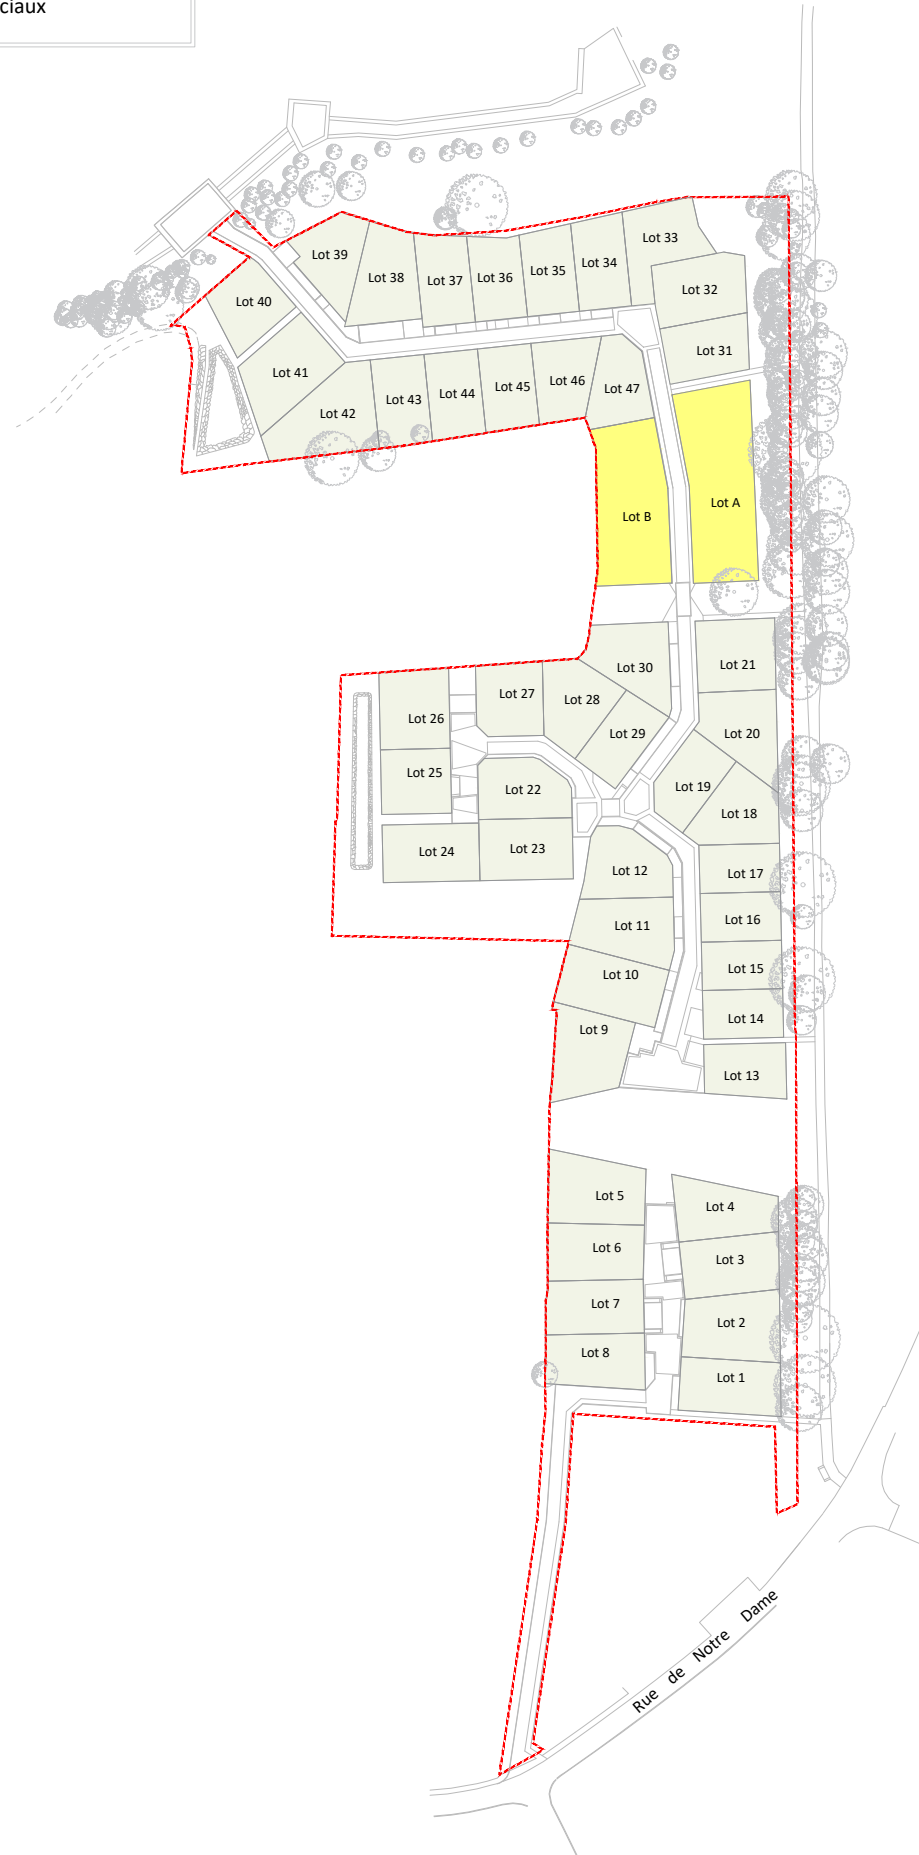 ciaux
Lot 39
Lot 33
Lot 38
Lot 37
Lot 36
Lot 35
Lot 34
Lot 32
Lot 40
Lot 31
Lot 41
Lot 47
Lot 46
Lot 45
Lot 44
Lot 43
Lot 42
Lot B
Lot A
Lot 30
Lot 21
Lot 27
Lot 28
Lot 26
Lot 29
Lot 20
Lot 25
Lot 22
Lot 19
Lot 18
Lot 24
Lot 23
Lot 12
Lot 17
Lot 11
Lot 16
Lot 10
Lot 15
Lot 9
Lot 14
Lot 13
Lot 5
Lot 4
Lot 6
Lot 3
Lot 7
Lot 2
Lot 8
Lot 1
Rue de Notre Dame